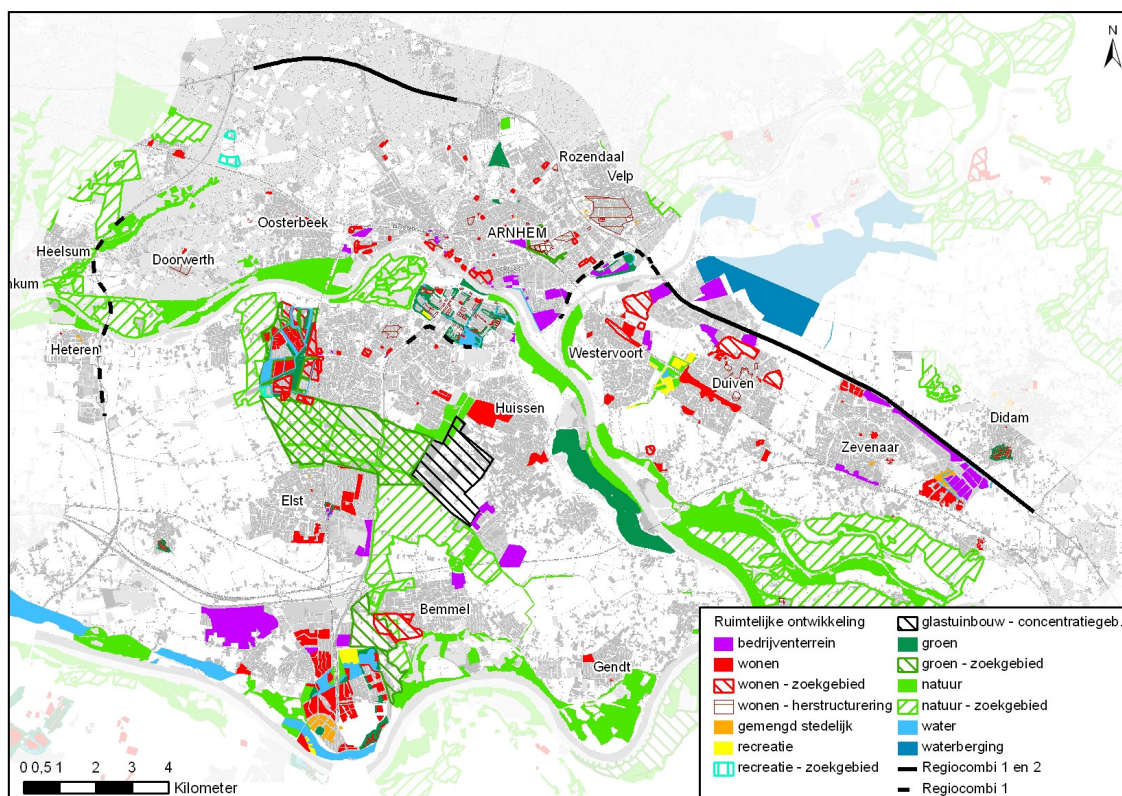 N
Rozendaal
Velp
Oosterbeek
ARNHEM
Heelsum
Doorwerth
nkum
Heteren
Westervoort
Duiven
Huissen
Didam
Zevenaar
Elst
Bemmel
Gendt
Ruimtelijke ontwikkeling
bedrijventerrein
wonen
wonen - zoekgebied
wonen - herstructurering
gemengd stedelijk
recreatie
recreatie - zoekgebied
glastuinbouw - concentratiegeb.
groen
groen - zoekgebied
natuur
natuur - zoekgebied
water
waterberging
Regiocombi 1 en 2
Regiocombi 1
0 0,5 1 2 3 4
Kilometer